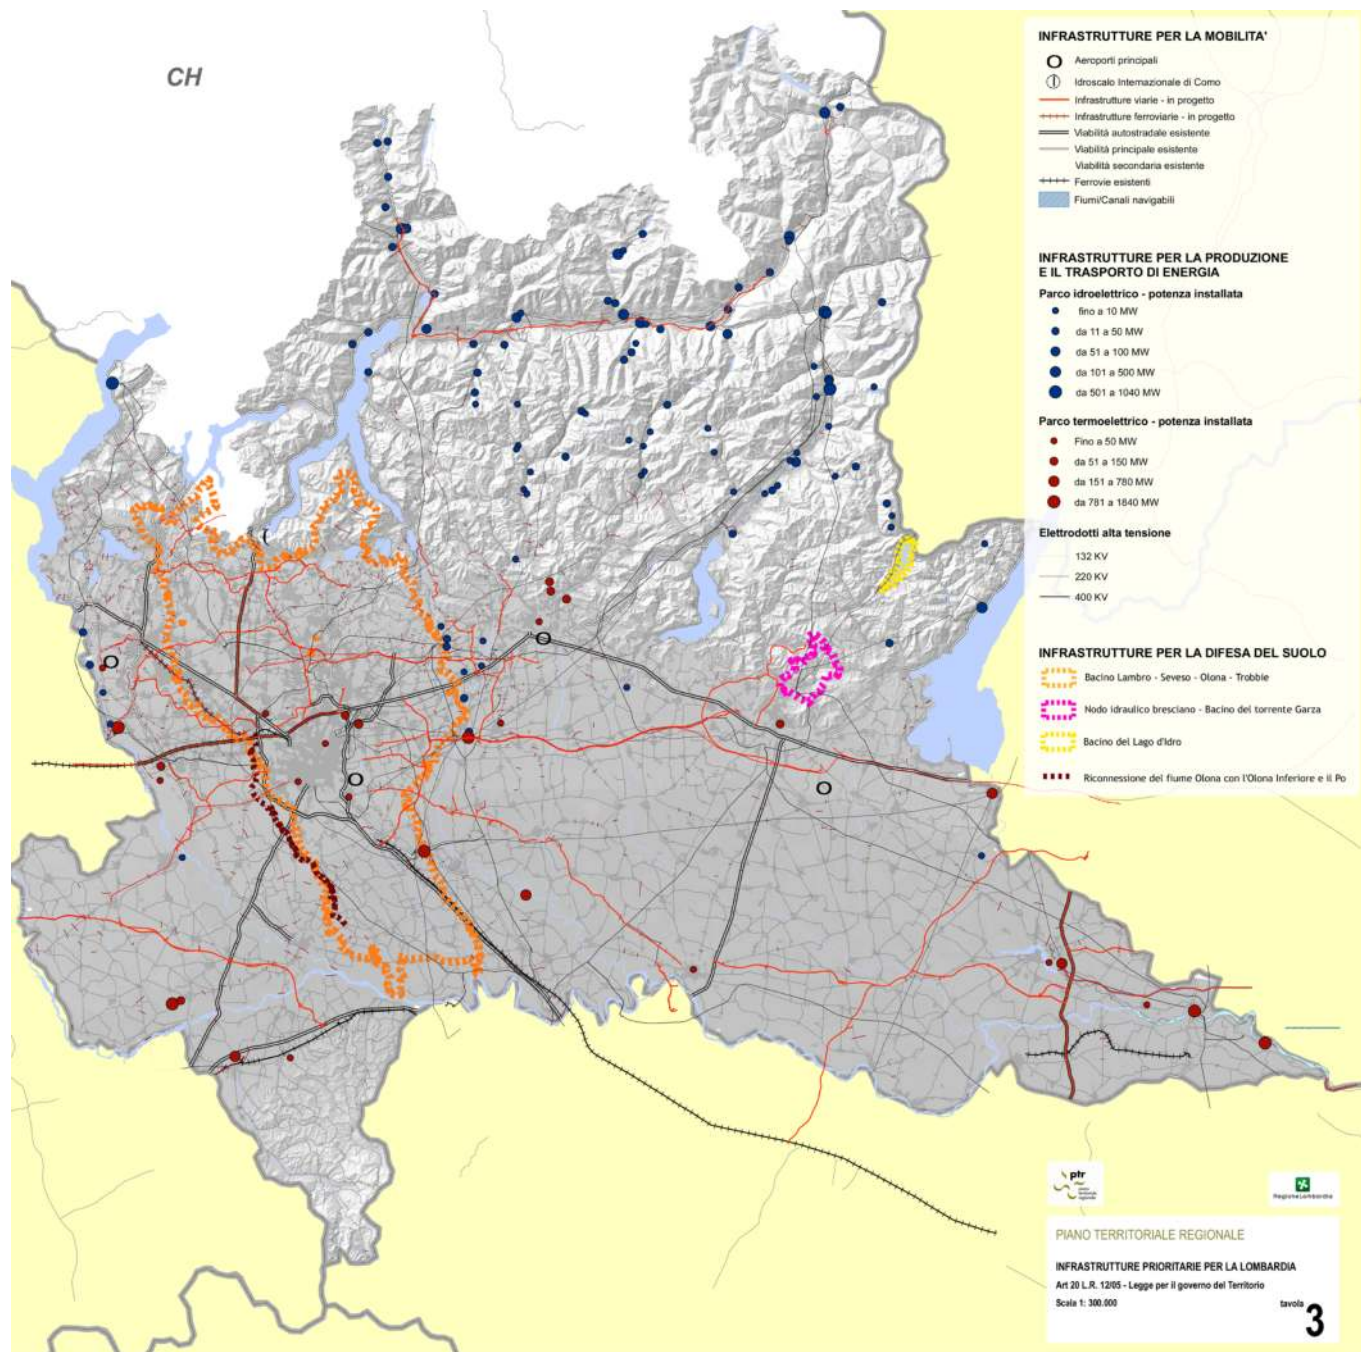 CH
INFRASTRUTTURE PER LA MOBILITA'
Aeroporti principali
Idroscalo Internazionale di Como
Infrastrutture viarie - in progetto
Infrastrutture ferroviarie - in progetto
Viabilità autostradale esistente
Viabilità principale esistente
Viabilità secondaria esistente
Ferrovie esistenti
Fiumi/Canali navigabili
INFRASTRUTTURE PER LA PRODUZIONE
E IL TRASPORTO DI ENERGIA
Parco idroelettrico - potenza installata
fino a 10 MW
da 11 a 50 MW
da 51 a 100 MW
da 101 a 500 MW
da 501 a 1040 MW
Parco termoelettrico - potenza installata
Fino a 50 MW
da 51 a 150 MW
da 151 a 780 MW
da 781 a 1840 MW
Elettrodotti alta tensione
132 KV
220 KV
400 KV
INFRASTRUTTURE PER LA DIFESA DEL SUOLO
Bacino Lambro - Seveso - Olona - Trobbie
Nodo idraulico bresciano - Bacino del torrente Garza
Bacino del Lago d'Idro
Riconnessione del fiume Olona con l'Olona Inferiore e il Po
ptr
piano
territoriale
regionale
RegioneLombardia
PIANO TERRITORIALE REGIONALE
INFRASTRUTTURE PRIORITARIE PER LA LOMBARDIA
Art 20 L.R. 12/05 - Legge per il governo del Territorio
Scala 1: 300.000
tavola 3